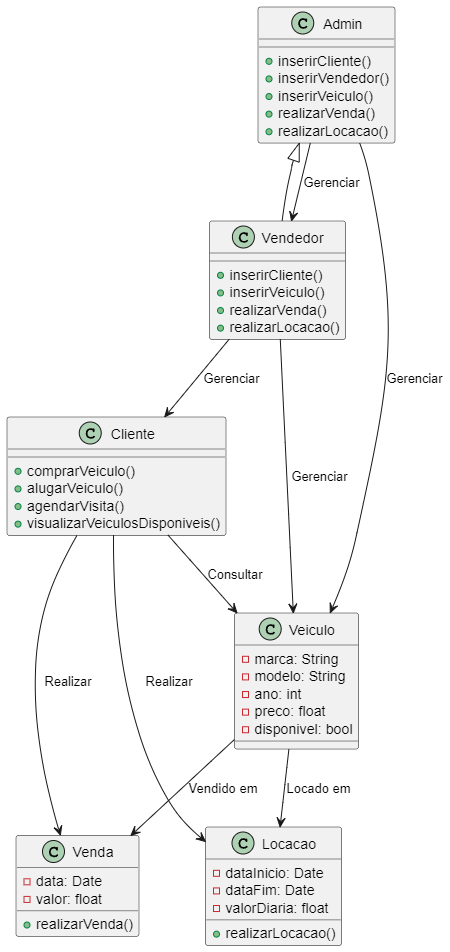 C Admin
inserirCliente()
inserirVendedor()
inserirVeiculo()
realizarVenda()
realizarLocacao()
Gerenciar
C Vendedor
inserirCliente()
inserirVeiculo()
realizarVenda()
realizarLocacao()
Gerenciar
Gerenciar
C Cliente
comprarVeiculo()
alugarVeiculo()
agendarVisita()
visualizarVeiculosDisponiveis()
Gerenciar
Consultar
C Veiculo
marca: String
modelo: String
ano: int
preco: float
disponivel: bool
Realizar
Realizar
Vendido em
Locado em
C Venda
data: Date
valor: float
realizarVenda()
C Locacao
dataInicio: Date
dataFim: Date
valorDiaria: float
realizarLocacao()